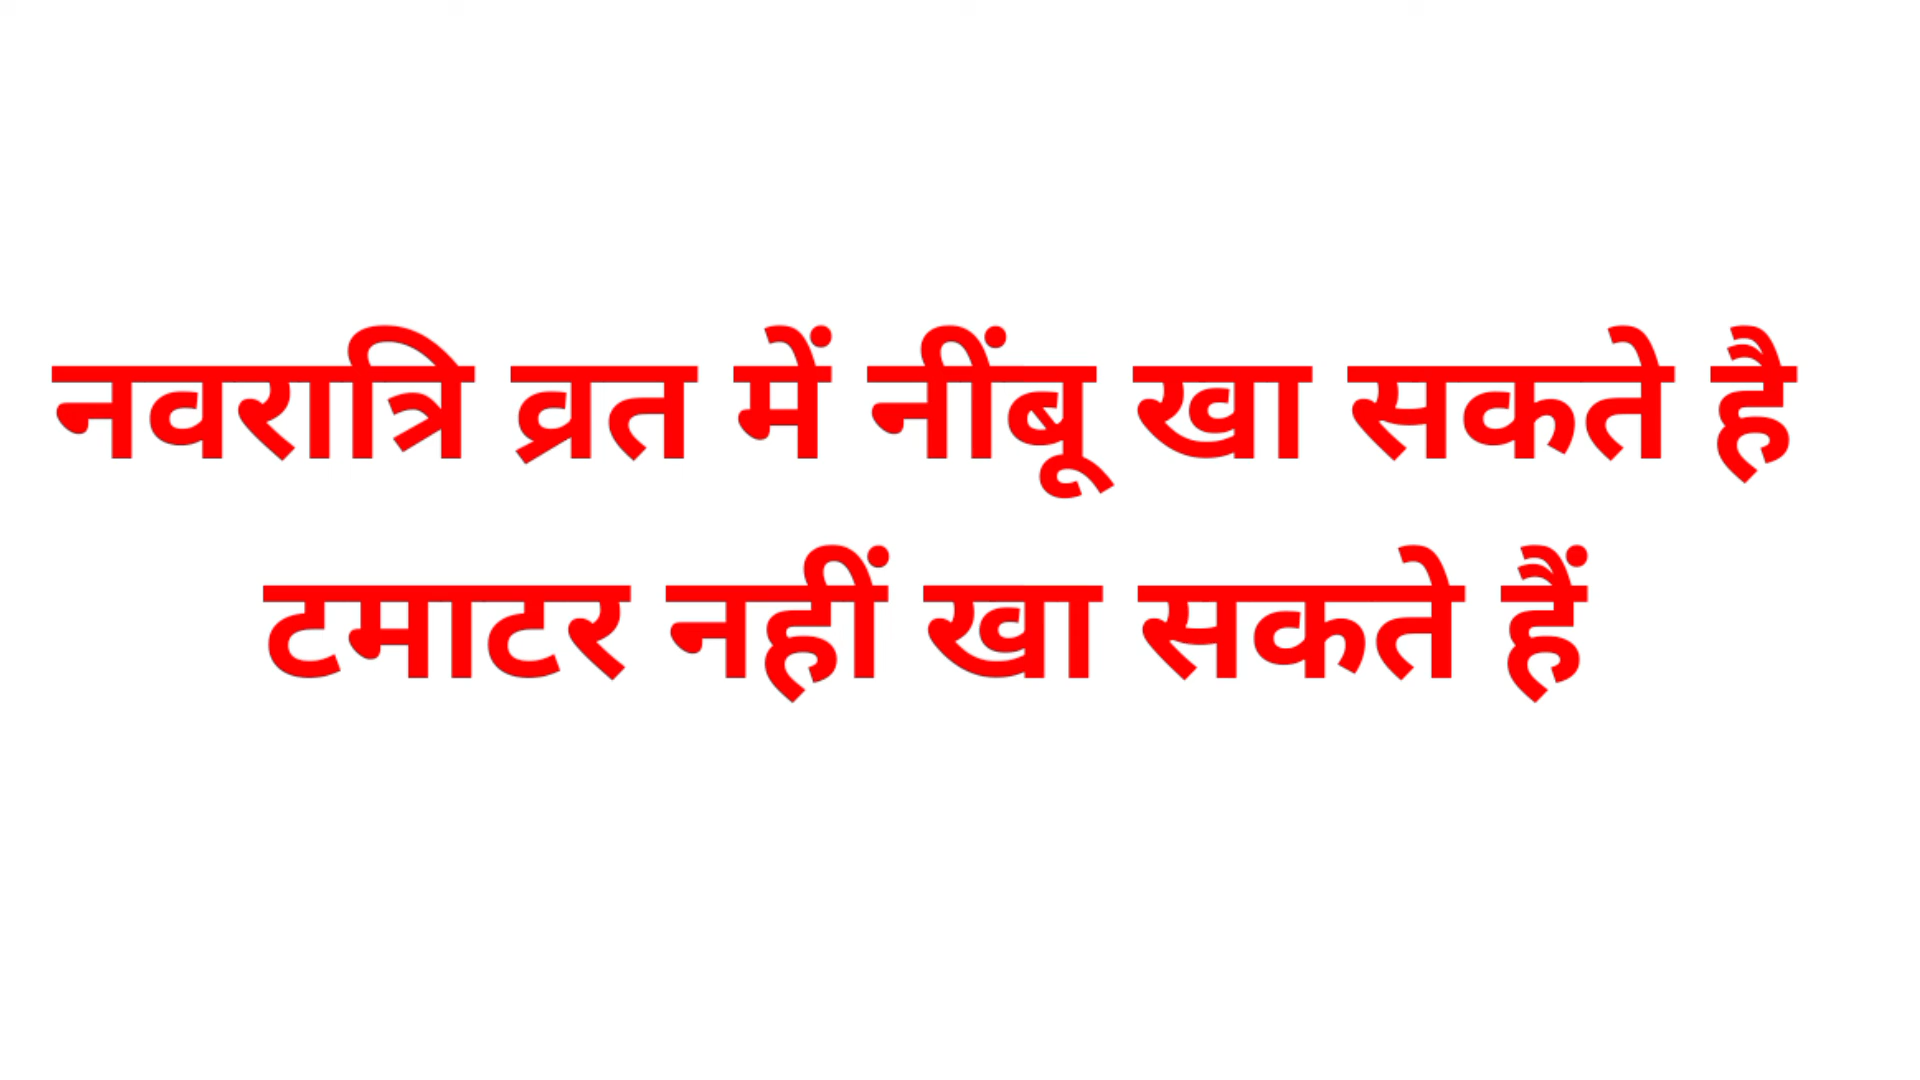 नवरात्रि व्रत में नींबू खा सकते है
टमाटर नहीं खा सकते हैं